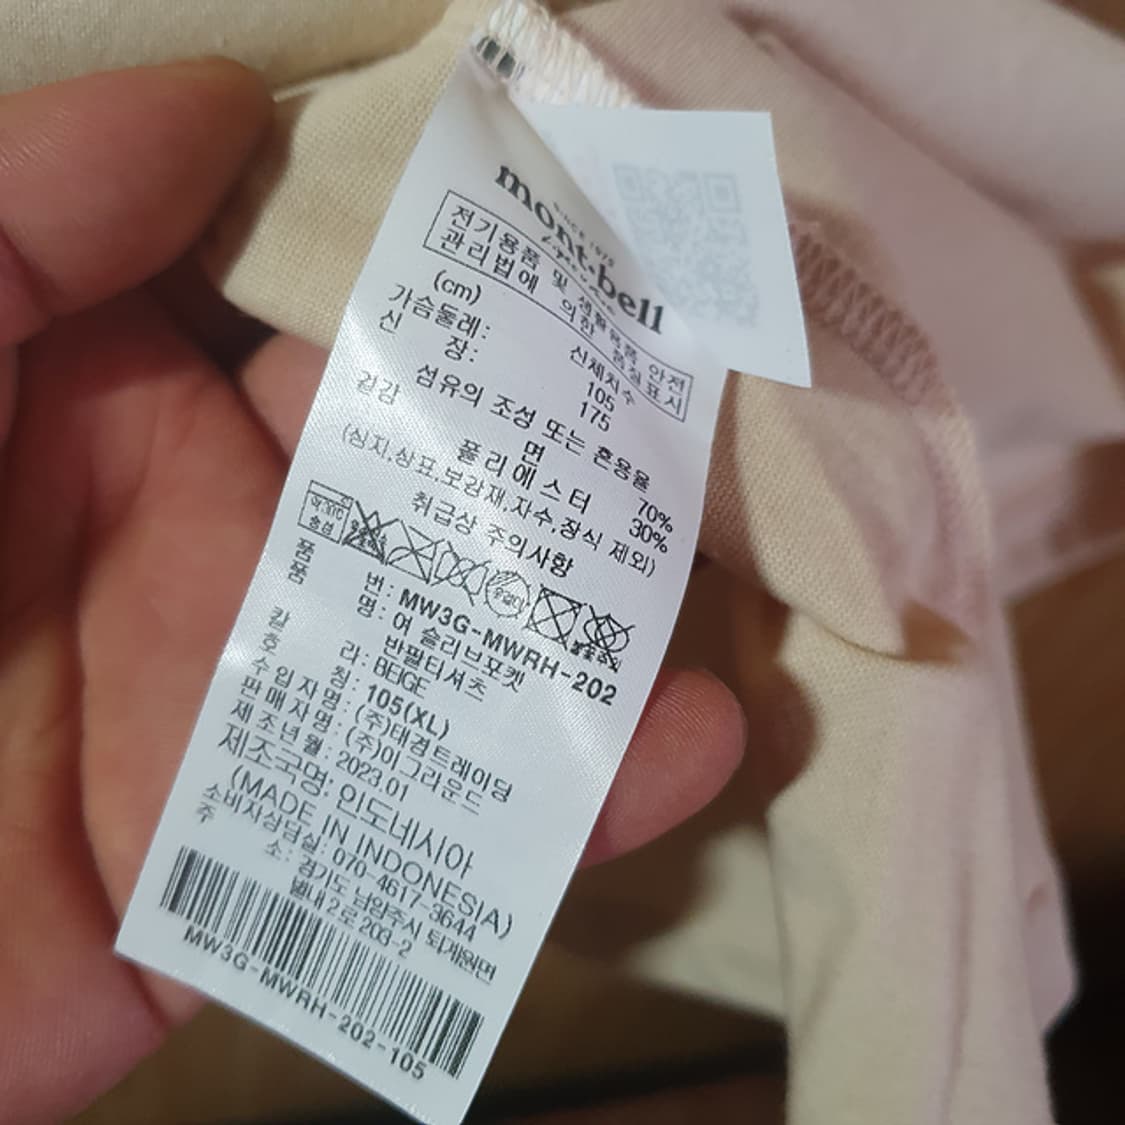 mont-bell
SINCE 1975
전기용품 및 생활용품 안전
관리법에 의한 품질표시
(cm) 신체치수
가슴둘레: 105
신 장: 175
섬유의 조성 또는 혼용율
겉감 면 70%
폴리에스터 30%
(심지,상표,보강재,자수,장식 제외)
취급상 주의사항
약 30℃
중성
품 번: MW3G-MWRH-202
품 명: 여 슬리브포켓
반팔티셔츠
칼 라: BEIGE
호 칭: 105(XL)
수입자명: (주)태경트레이딩
판매자명: (주)이그라운드
제조년월: 2023.01
제조국명: 인도네시아
(MADE IN INDONESIA)
소비자상담실: 070-4617-3644
주 소: 경기도 남양주시 퇴계원면
별내2로 203-2
MW3G-MWRH-202-105